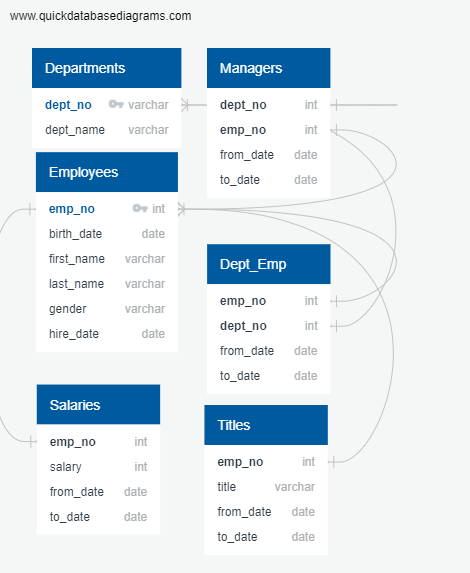 www.quickdatabasediagrams.com
Departments
dept_no varchar
dept_name varchar
Managers
dept_no int
emp_no int
from_date date
to_date date
Employees
emp_no int
birth_date date
first_name varchar
last_name varchar
gender varchar
hire_date date
Dept_Emp
emp_no int
dept_no int
from_date date
to_date date
Salaries
emp_no int
salary int
from_date date
to_date date
Titles
emp_no int
title varchar
from_date date
to_date date